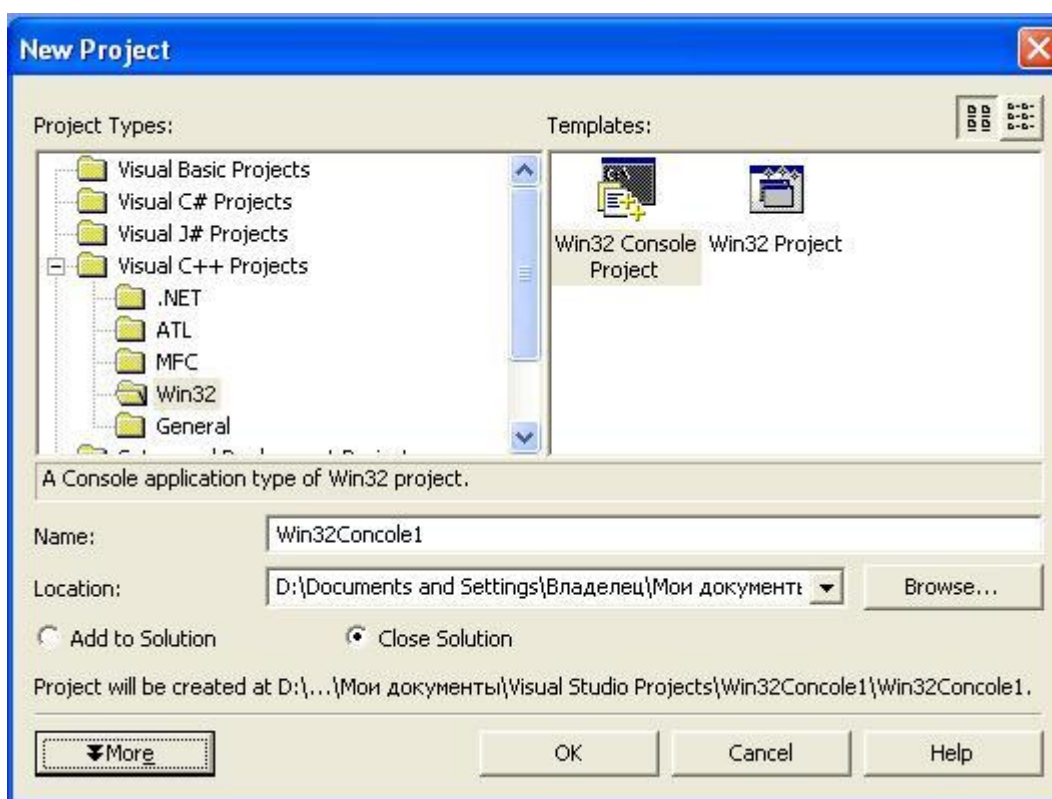 New Project
Project Types:
Templates:
Visual Basic Projects
Visual C# Projects
Visual J# Projects
Visual C++ Projects
.NET
ATL
MFC
Win32
General
Win32 Console
Project
Win32 Project
A Console application type of Win32 project.
Name:
Win32Concole1
Location:
D:\Documents and Settings\Владелец\Мои документы
Browse...
Add to Solution
Close Solution
Project will be created at D:\...\Мои документы\Visual Studio Projects\Win32Concole1\Win32Concole1.
More
OK
Cancel
Help